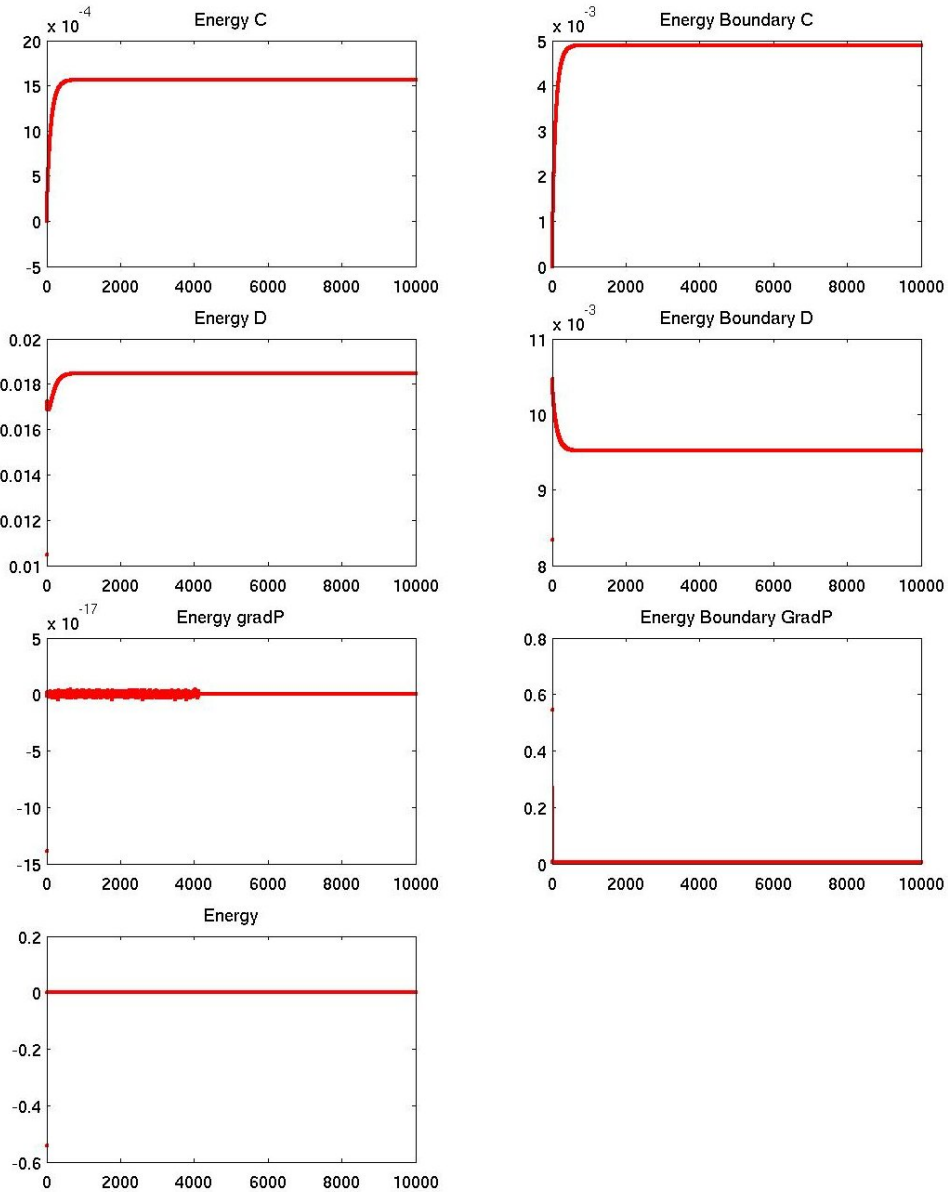 x 10^-4
Energy C
20
15
10
5
0
-5
0 2000 4000 6000 8000 10000
x 10^-3
Energy Boundary C
5
4
3
2
1
0
0 2000 4000 6000 8000 10000
Energy D
0.02
0.018
0.016
0.014
0.012
0.01
0 2000 4000 6000 8000 10000
x 10^-3
Energy Boundary D
11
10
9
8
0 2000 4000 6000 8000 10000
x 10^-17
Energy gradP
5
0
-5
-10
-15
0 2000 4000 6000 8000 10000
Energy Boundary GradP
0.8
0.6
0.4
0.2
0
0 2000 4000 6000 8000 10000
Energy
0.2
0
-0.2
-0.4
-0.6
0 2000 4000 6000 8000 10000